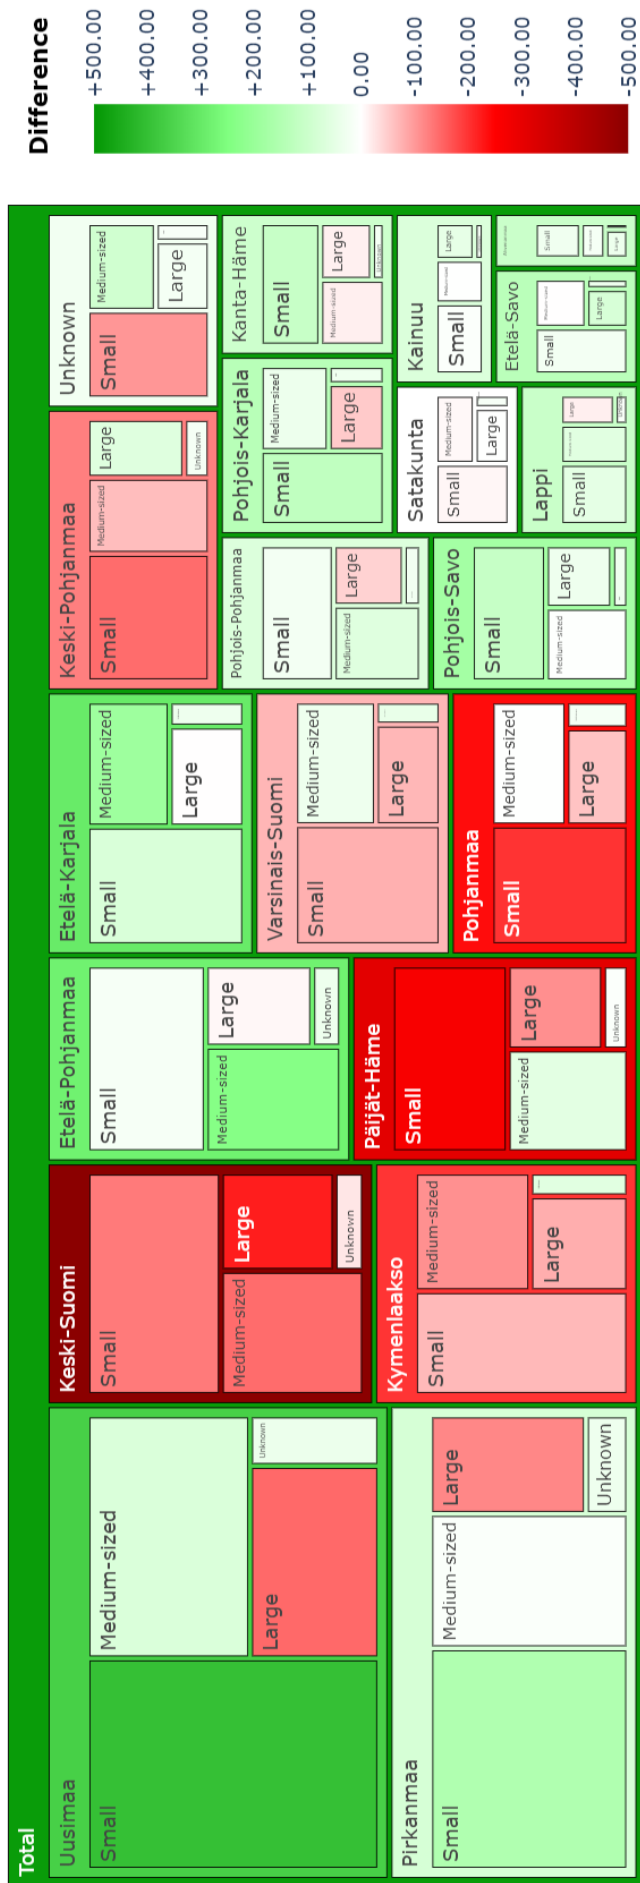 Total
Uusimaa
Small
Medium-sized
Large
Unknown
Pirkanmaa
Small
Medium-sized
Large
Unknown
Keski-Suomi
Small
Medium-sized
Large
Unknown
Kymenlaakso
Small
Medium-sized
Large
Etelä-Pohjanmaa
Small
Medium-sized
Large
Unknown
Päijät-Häme
Small
Medium-sized
Large
Unknown
Etelä-Karjala
Small
Medium-sized
Large
Varsinais-Suomi
Small
Medium-sized
Large
Pohjanmaa
Small
Medium-sized
Large
Keski-Pohjanmaa
Small
Medium-sized
Large
Unknown
Unknown
Small
Medium-sized
Large
Pohjois-Pohjanmaa
Small
Medium-sized
Large
Pohjois-Savo
Small
Medium-sized
Large
Pohjois-Karjala
Small
Medium-sized
Large
Kanta-Häme
Small
Medium-sized
Large
Unknown
Satakunta
Small
Medium-sized
Large
Kainuu
Small
Large
Lappi
Small
Large
Unknown
Etelä-Savo
Small
Medium-sized
Large
Small
Large
Difference
+500.00
+400.00
+300.00
+200.00
+100.00
0.00
-100.00
-200.00
-300.00
-400.00
-500.00